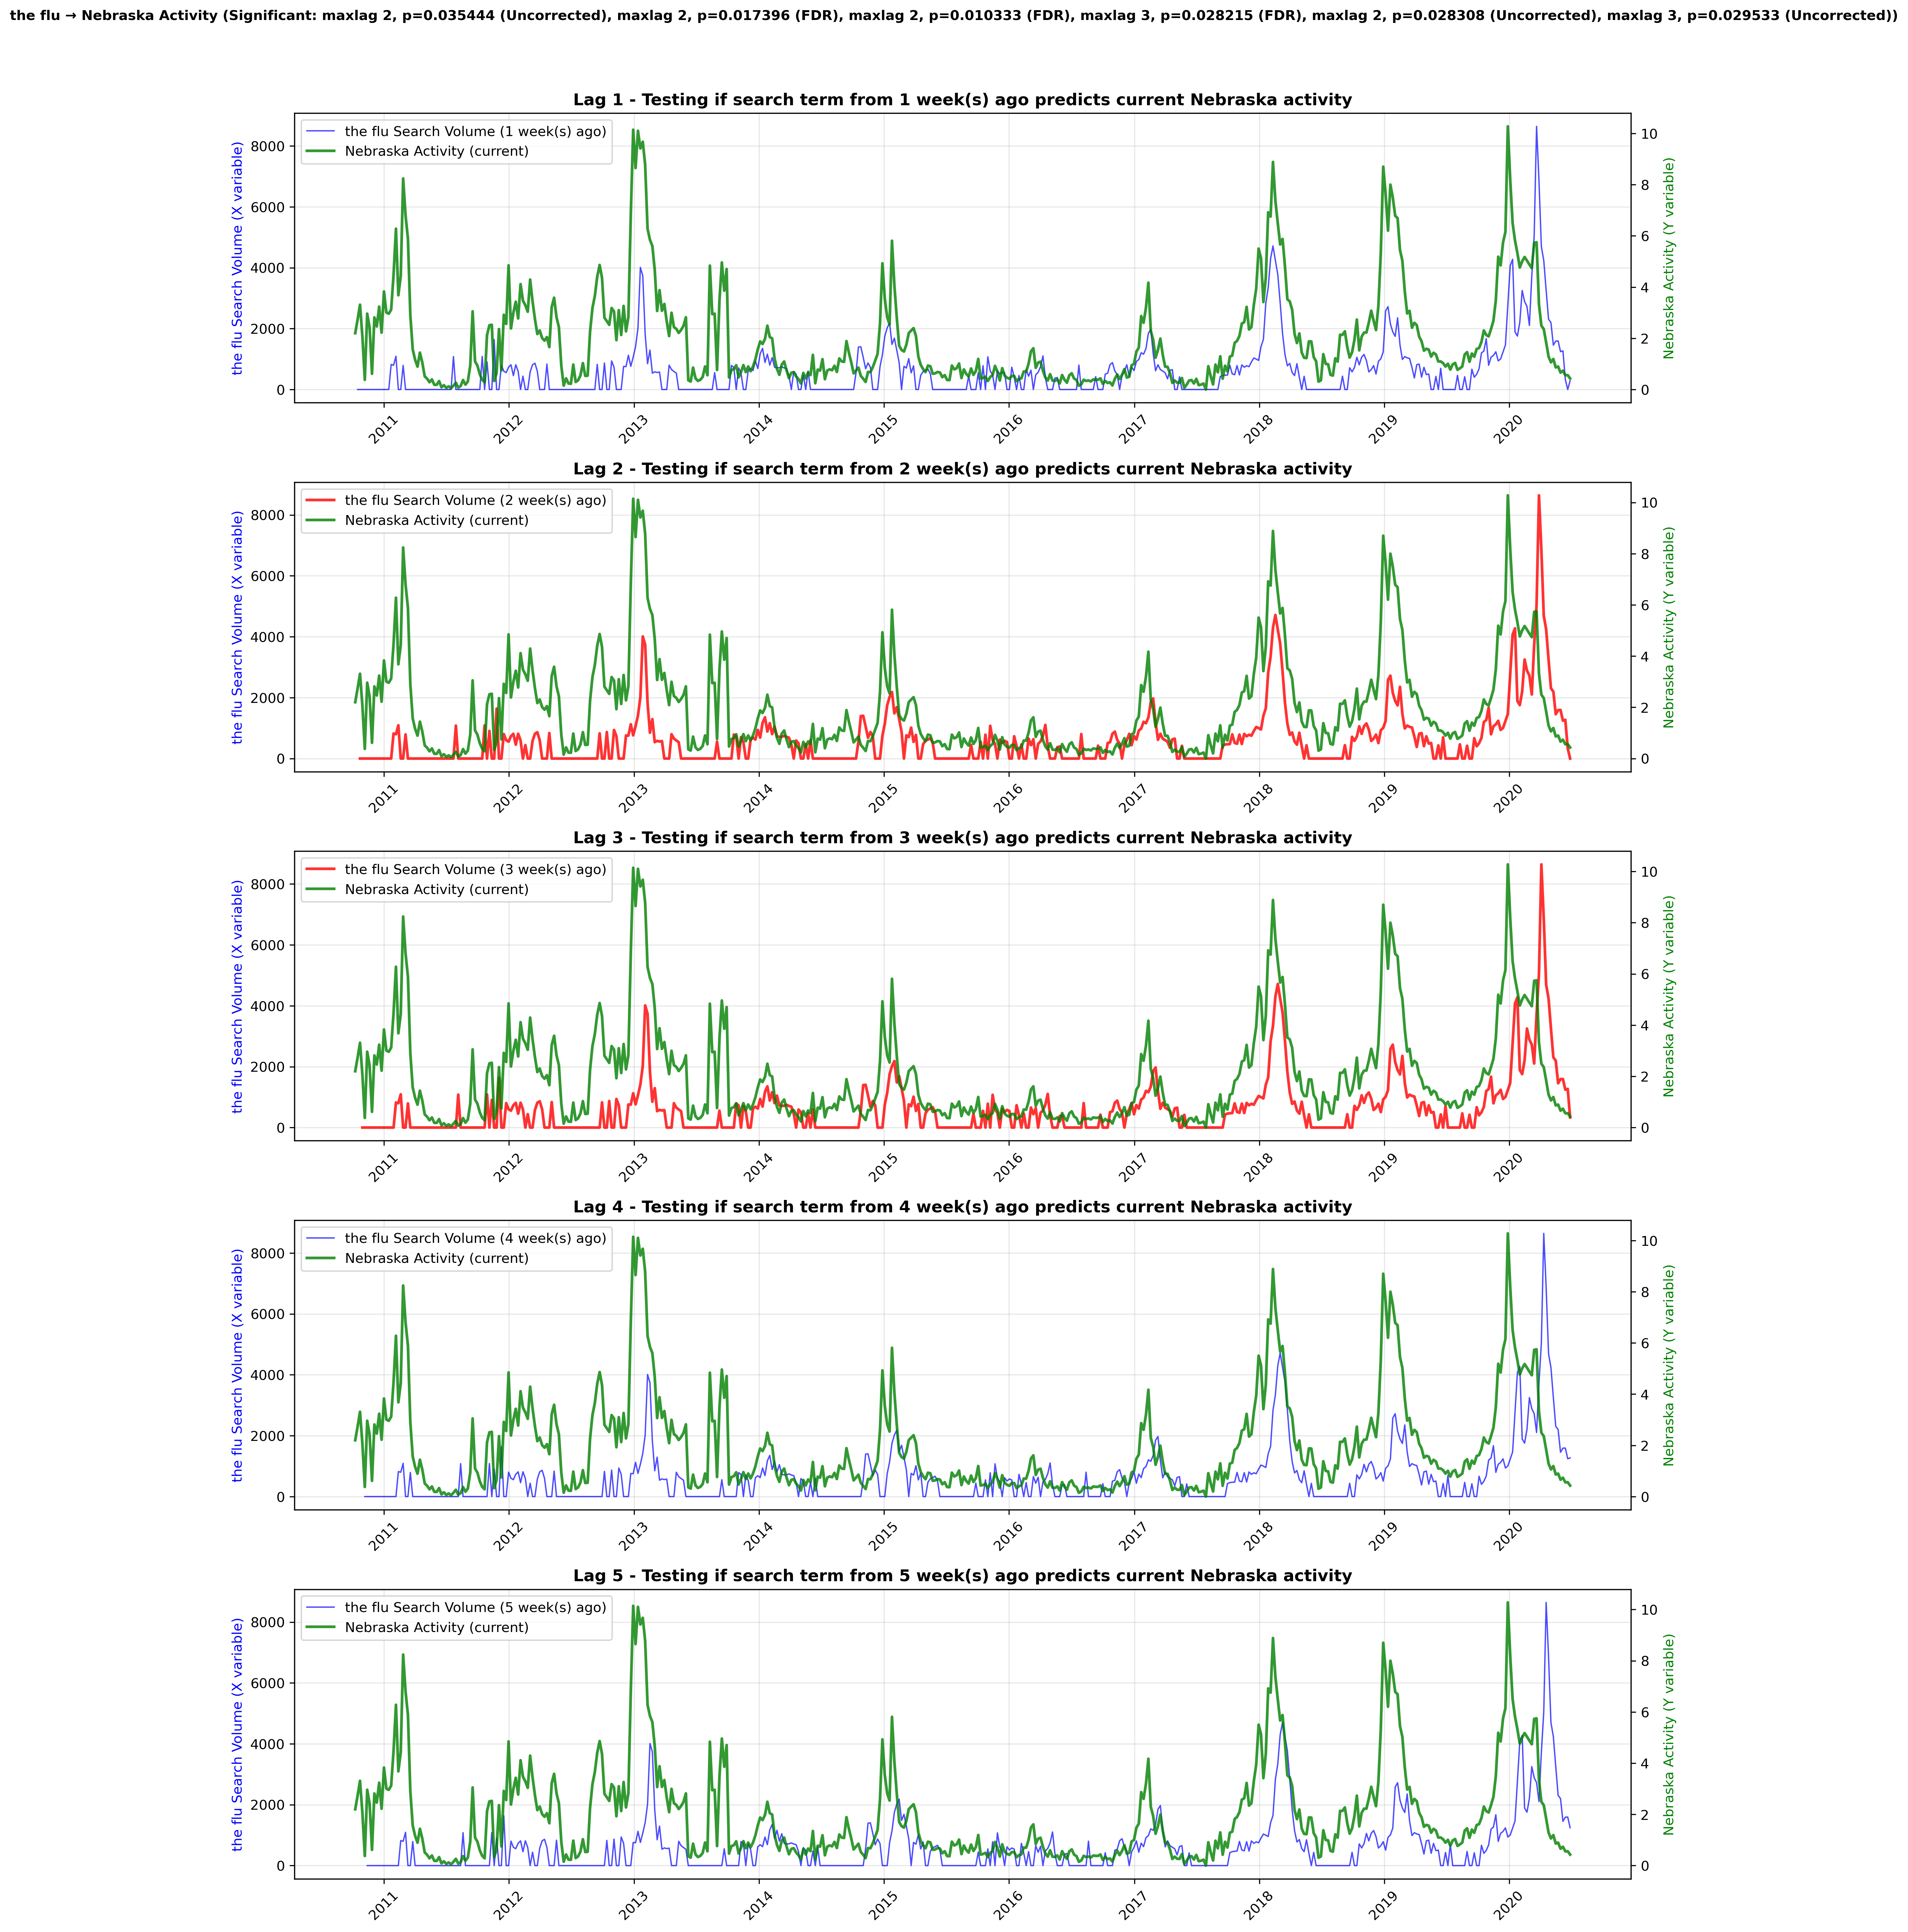 the flu → Nebraska Activity (Significant: maxlag 2, p=0.035444 (Uncorrected), maxlag 2, p=0.017396 (FDR), maxlag 2, p=0.010333 (FDR), maxlag 3, p=0.028215 (FDR), maxlag 2, p=0.028308 (Uncorrected), maxlag 3, p=0.029533 (Uncorrected))
Lag 1 - Testing if search term from 1 week(s) ago predicts current Nebraska activity
the flu Search Volume (1 week(s) ago)
Nebraska Activity (current)
the flu Search Volume (X variable)
8000
6000
4000
2000
0
10
8
6
4
2
0
Nebraska Activity (Y variable)
2011 2012 2013 2014 2015 2016 2017 2018 2019 2020
Lag 2 - Testing if search term from 2 week(s) ago predicts current Nebraska activity
the flu Search Volume (2 week(s) ago)
Nebraska Activity (current)
the flu Search Volume (X variable)
8000
6000
4000
2000
0
10
8
6
4
2
0
Nebraska Activity (Y variable)
2011 2012 2013 2014 2015 2016 2017 2018 2019 2020
Lag 3 - Testing if search term from 3 week(s) ago predicts current Nebraska activity
the flu Search Volume (3 week(s) ago)
Nebraska Activity (current)
the flu Search Volume (X variable)
8000
6000
4000
2000
0
10
8
6
4
2
0
Nebraska Activity (Y variable)
2011 2012 2013 2014 2015 2016 2017 2018 2019 2020
Lag 4 - Testing if search term from 4 week(s) ago predicts current Nebraska activity
the flu Search Volume (4 week(s) ago)
Nebraska Activity (current)
the flu Search Volume (X variable)
8000
6000
4000
2000
0
10
8
6
4
2
0
Nebraska Activity (Y variable)
2011 2012 2013 2014 2015 2016 2017 2018 2019 2020
Lag 5 - Testing if search term from 5 week(s) ago predicts current Nebraska activity
the flu Search Volume (5 week(s) ago)
Nebraska Activity (current)
the flu Search Volume (X variable)
8000
6000
4000
2000
0
10
8
6
4
2
0
Nebraska Activity (Y variable)
2011 2012 2013 2014 2015 2016 2017 2018 2019 2020